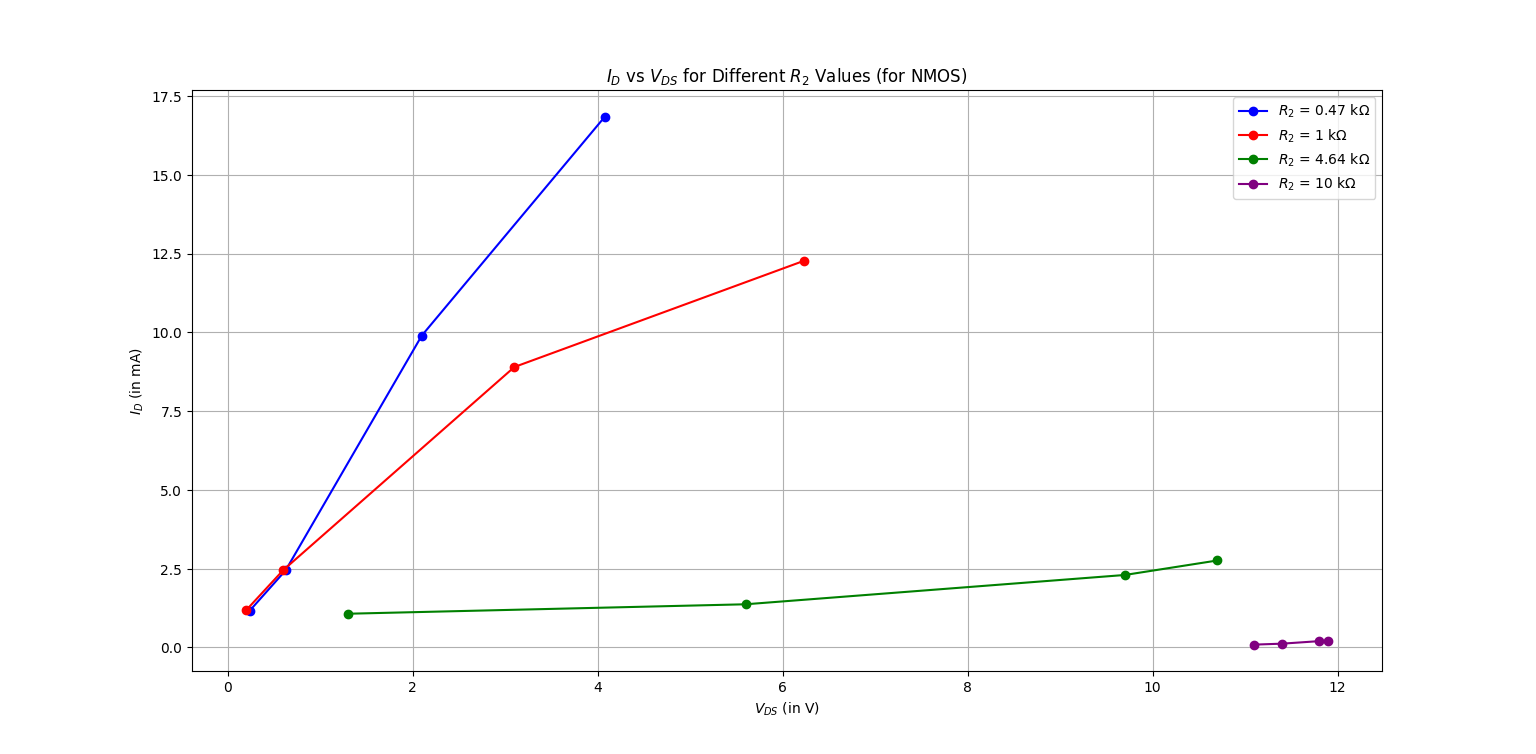 I_D vs V_DS for Different R_2 Values (for NMOS)
R_2 = 0.47 kΩ
R_2 = 1 kΩ
R_2 = 4.64 kΩ
R_2 = 10 kΩ
17.5
15.0
12.5
10.0
7.5
5.0
2.5
0.0
I_D (in mA)
0 2 4 6 8 10 12
V_DS (in V)